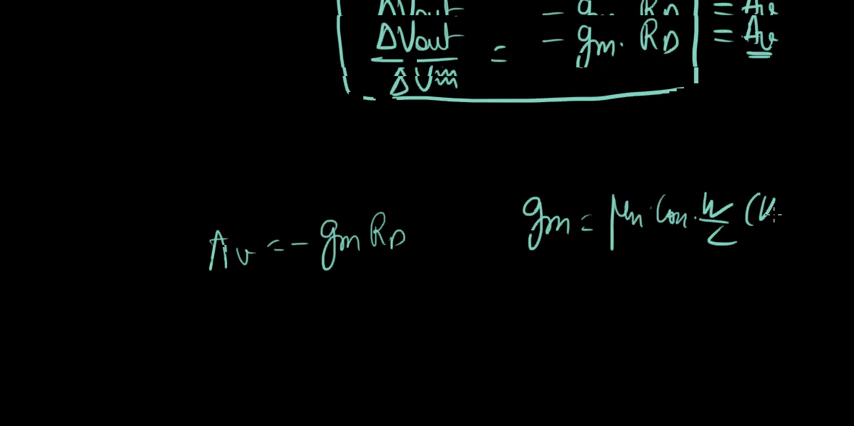 ΔVout / ΔVin = - gm. RD = Av
Av = - gm RD
gm = μn · Cox · W/L (V